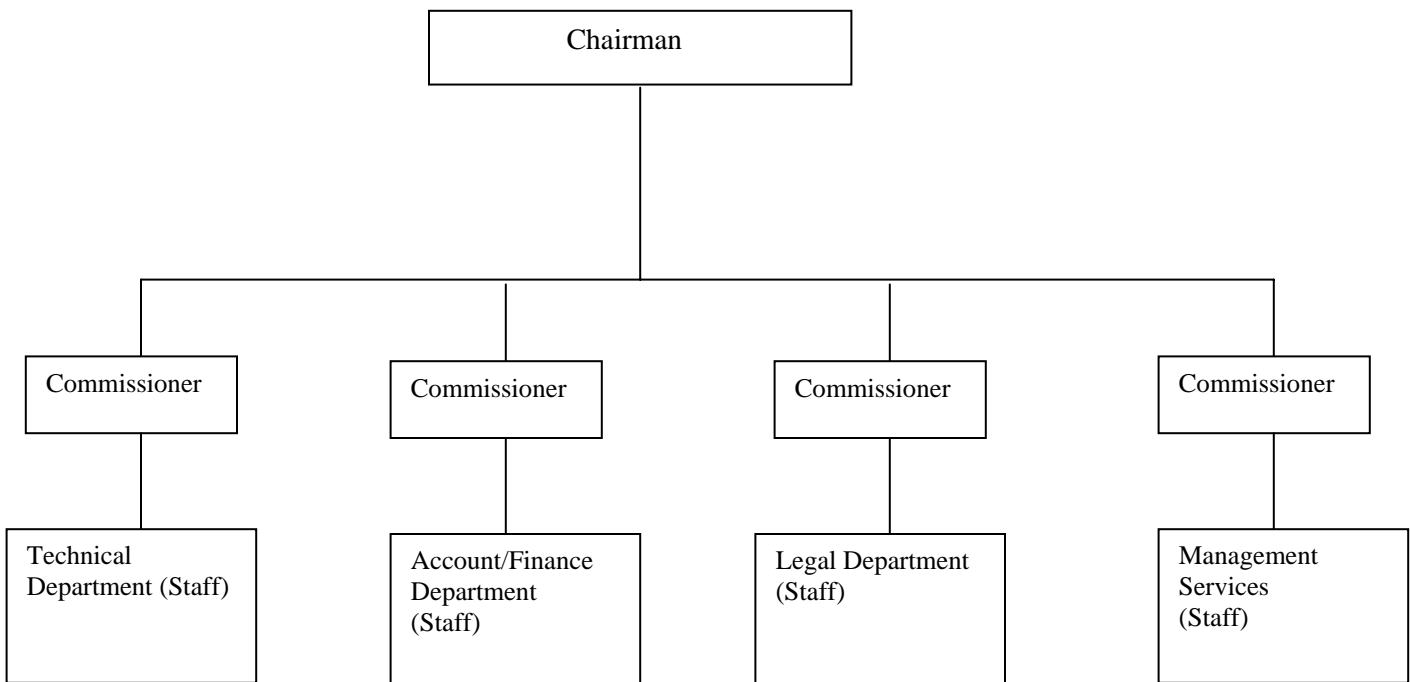 Chairman
Commissioner
Commissioner
Commissioner
Commissioner
Technical
Department (Staff)
Account/Finance
Department
(Staff)
Legal Department
(Staff)
Management
Services
(Staff)